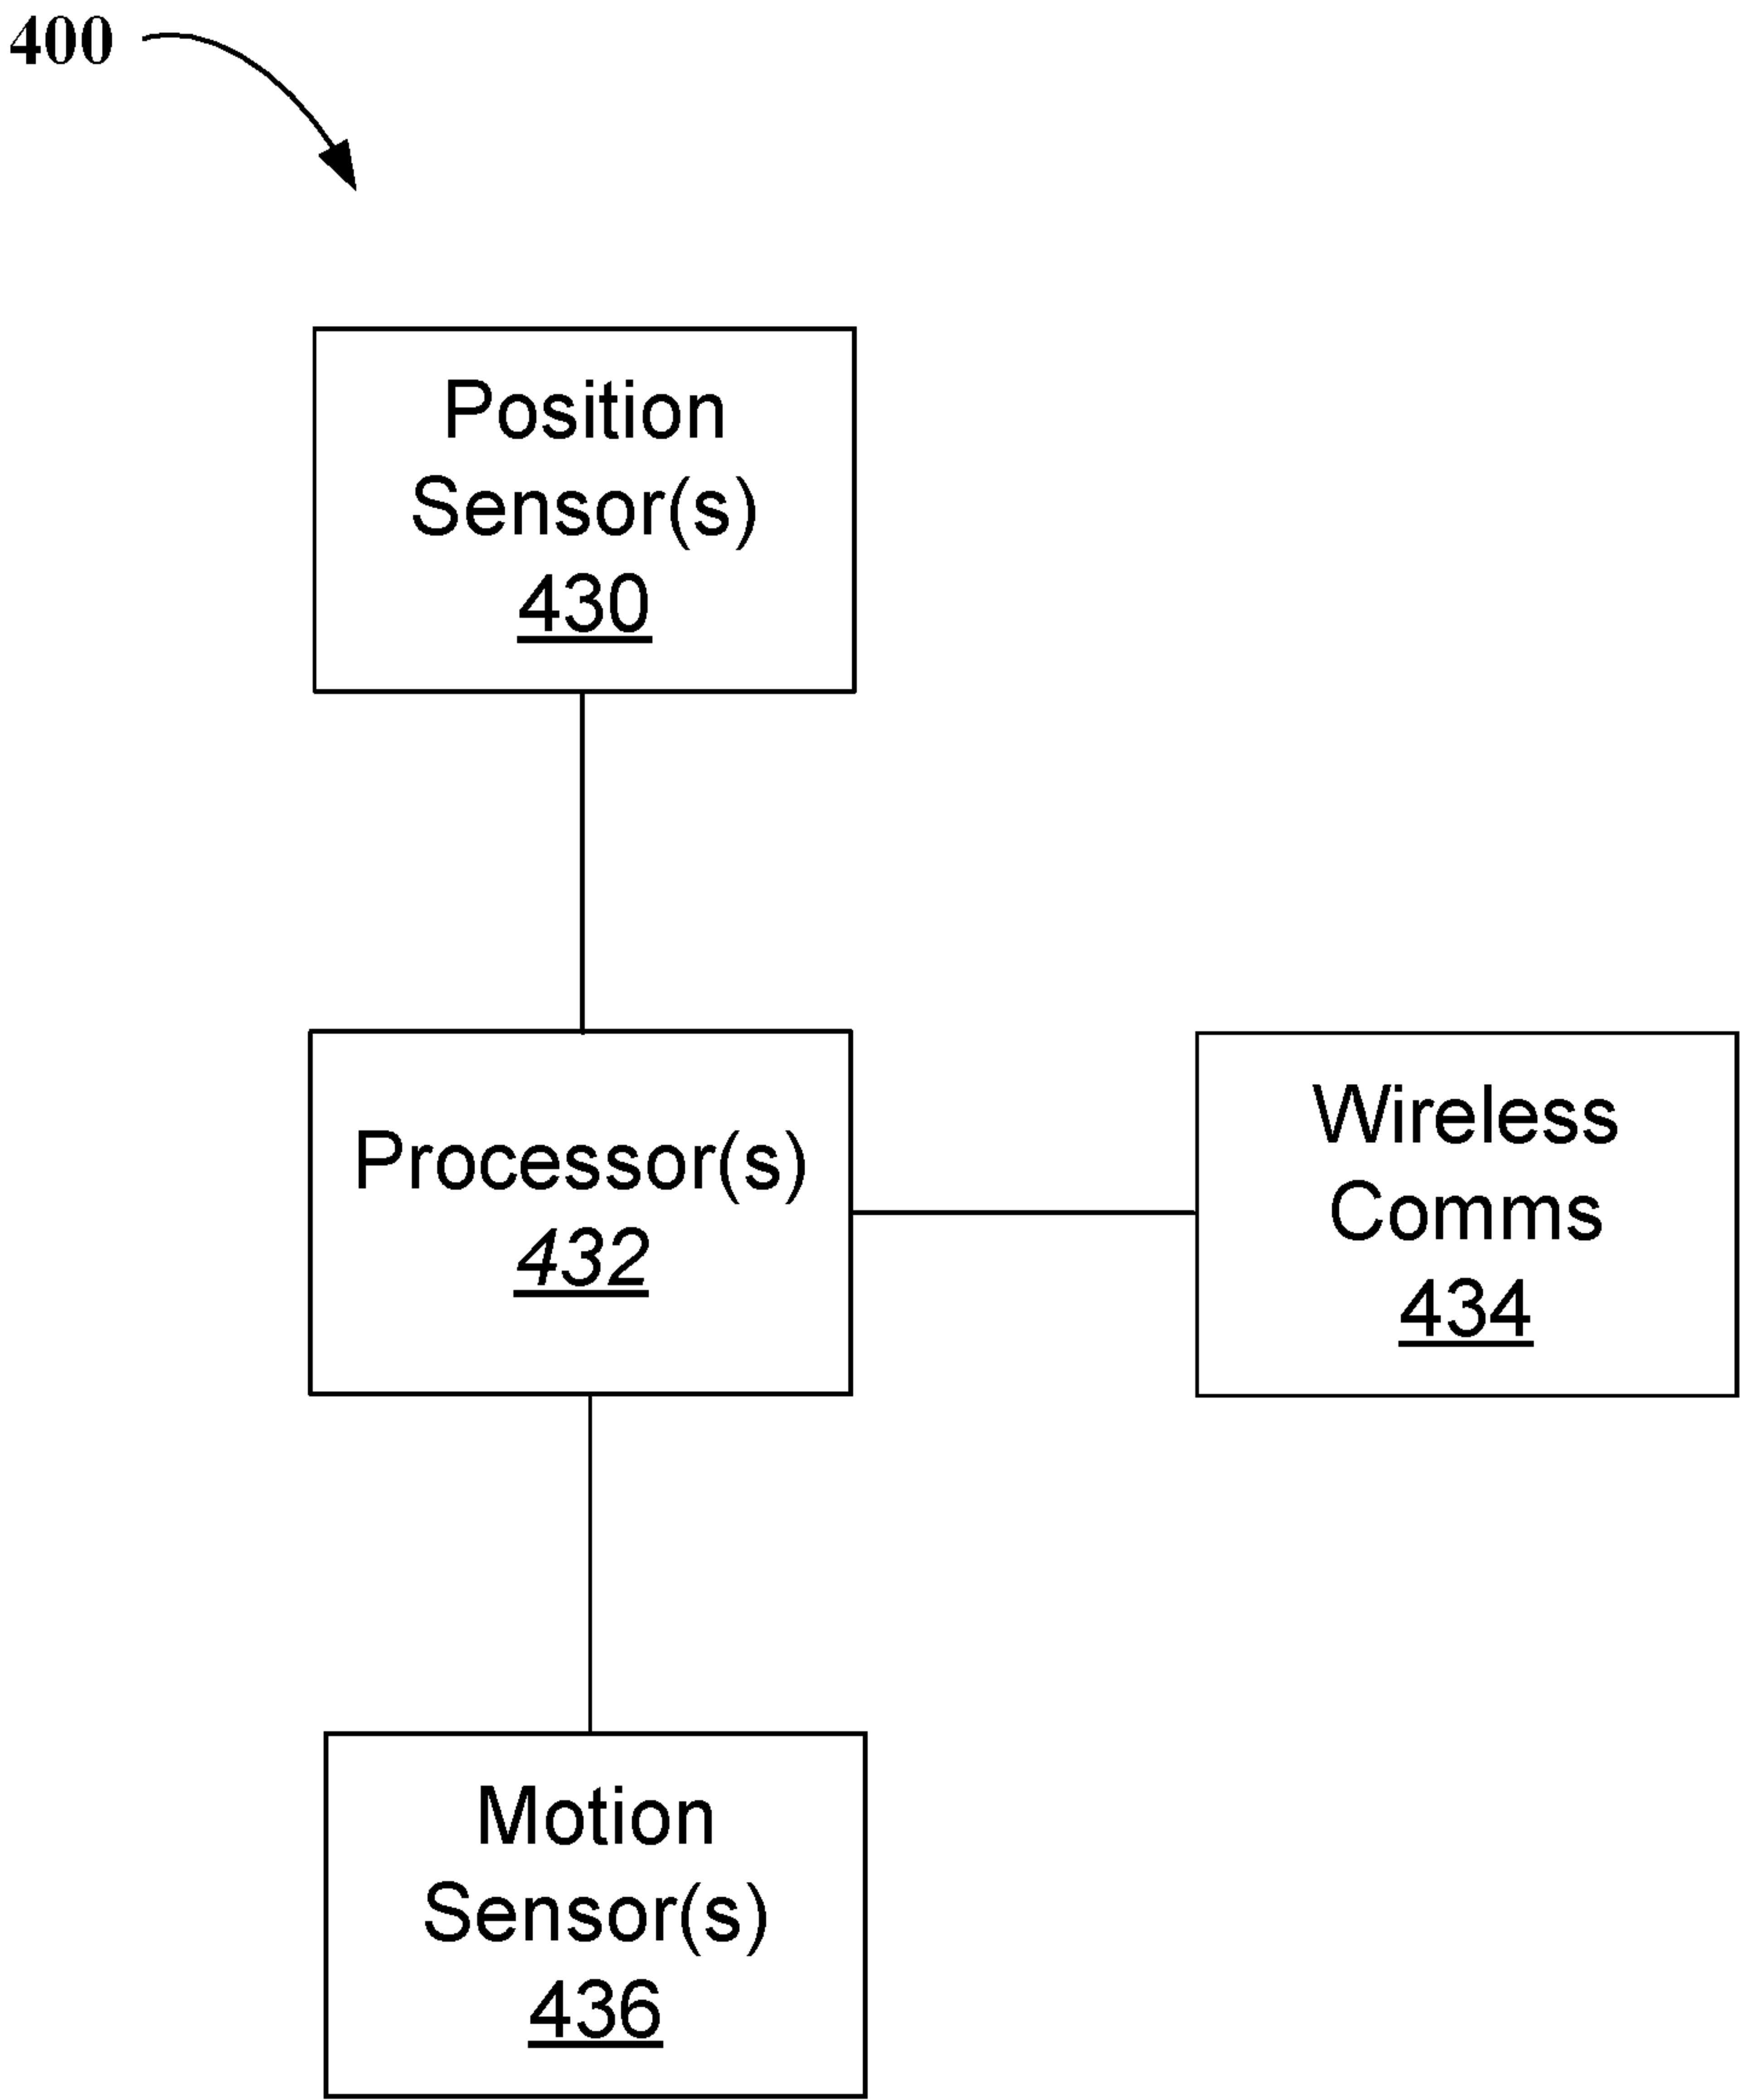 400
Position
Sensor(s)
430
Processor(s)
432
Wireless
Comms
434
Motion
Sensor(s)
436